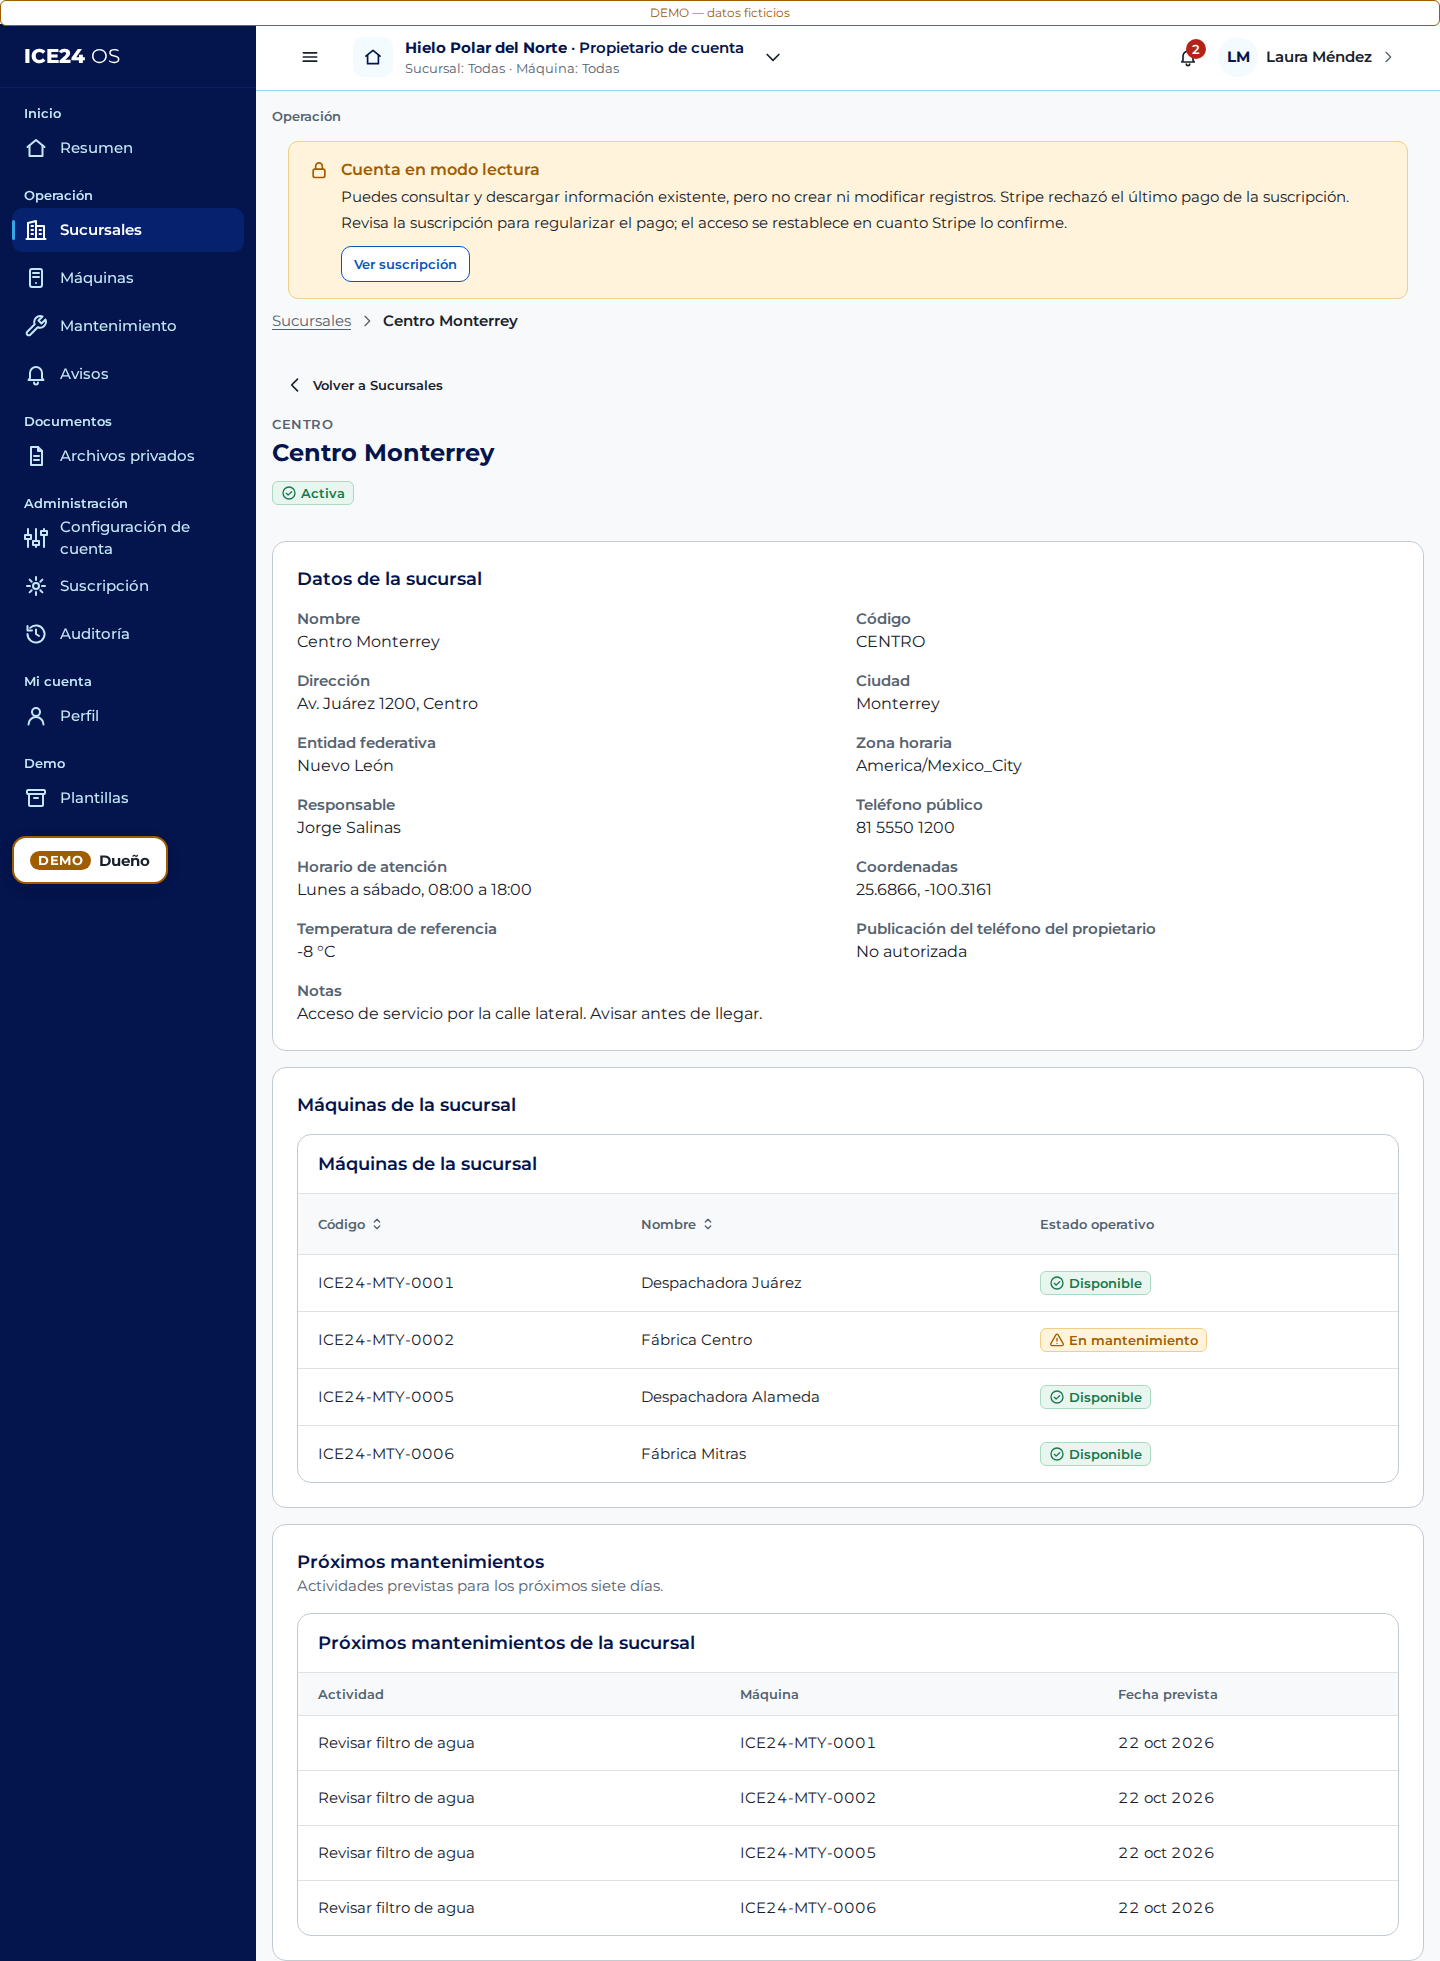 DEMO — datos ficticios
ICE24 OS
Inicio
Resumen
Operación
Sucursales
Máquinas
Mantenimiento
Avisos
Documentos
Archivos privados
Administración
Configuración de
cuenta
Suscripción
Auditoría
Mi cuenta
Perfil
Demo
Plantillas
DEMO Dueño
Hielo Polar del Norte · Propietario de cuenta
Sucursal: Todas · Máquina: Todas
2
LM Laura Méndez
Operación
Cuenta en modo lectura
Puedes consultar y descargar información existente, pero no crear ni modificar registros. Stripe rechazó el último pago de la suscripción.
Revisa la suscripción para regularizar el pago; el acceso se restablece en cuanto Stripe lo confirme.
Ver suscripción
Sucursales Centro Monterrey
Volver a Sucursales
CENTRO
Centro Monterrey
Activa
Datos de la sucursal
Nombre Código
Centro Monterrey CENTRO
Dirección Ciudad
Av. Juárez 1200, Centro Monterrey
Entidad federativa Zona horaria
Nuevo León America/Mexico_City
Responsable Teléfono público
Jorge Salinas 81 5550 1200
Horario de atención Coordenadas
Lunes a sábado, 08:00 a 18:00 25.6866, -100.3161
Temperatura de referencia Publicación del teléfono del propietario
-8 °C No autorizada
Notas
Acceso de servicio por la calle lateral. Avisar antes de llegar.
Máquinas de la sucursal
Máquinas de la sucursal
Código Nombre Estado operativo
ICE24-MTY-0001 Despachadora Juárez Disponible
ICE24-MTY-0002 Fábrica Centro En mantenimiento
ICE24-MTY-0005 Despachadora Alameda Disponible
ICE24-MTY-0006 Fábrica Mitras Disponible
Próximos mantenimientos
Actividades previstas para los próximos siete días.
Próximos mantenimientos de la sucursal
Actividad Máquina Fecha prevista
Revisar filtro de agua ICE24-MTY-0001 22 oct 2026
Revisar filtro de agua ICE24-MTY-0002 22 oct 2026
Revisar filtro de agua ICE24-MTY-0005 22 oct 2026
Revisar filtro de agua ICE24-MTY-0006 22 oct 2026